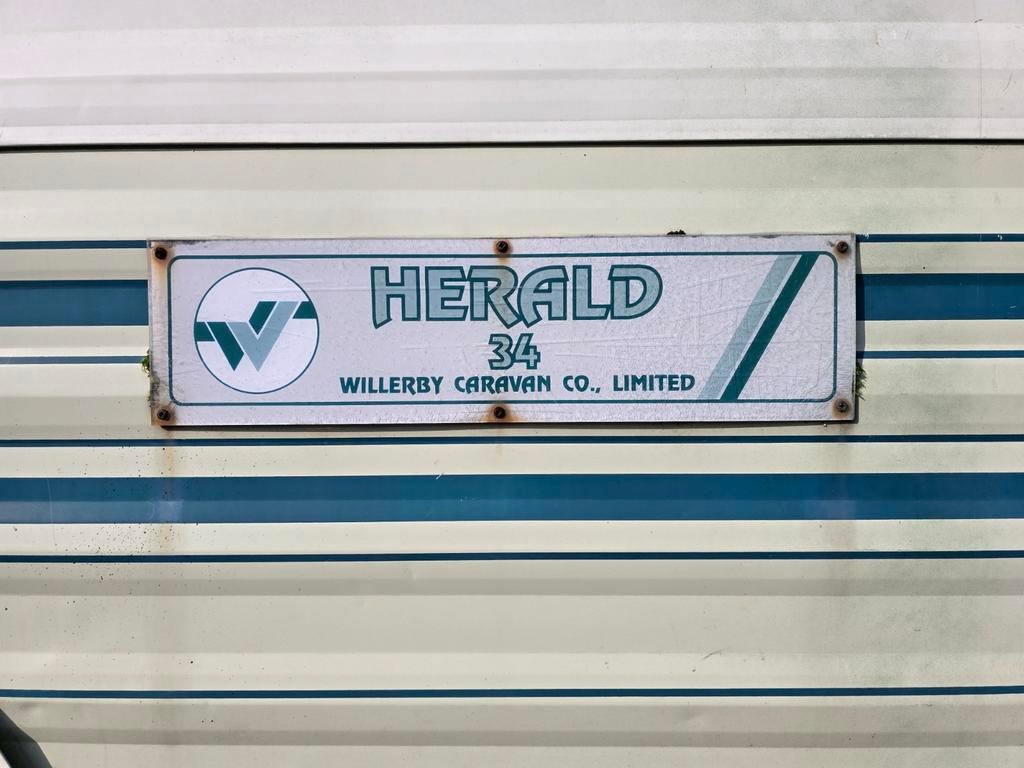 HERALD
34
WILLERBY CARAVAN CO., LIMITED